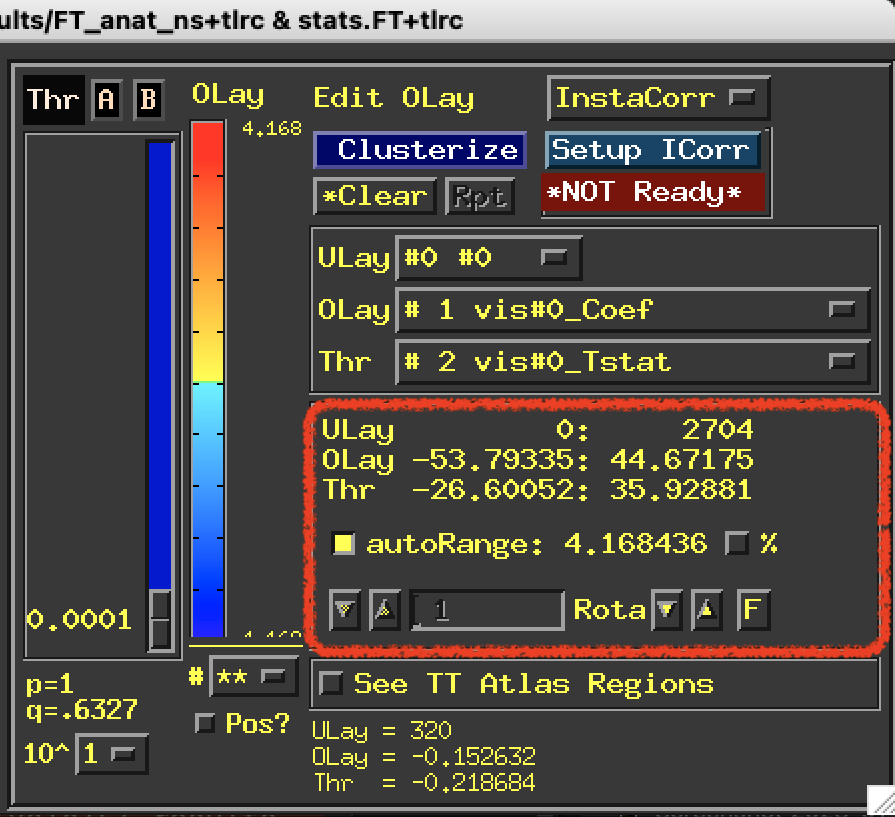 ults/FT_anat_ns+tlrc & stats.FT+tlrc
Thr A B OLay Edit OLay InstaCorr
4.168
Clusterize Setup ICorr
*Clear Rpt *NOT Ready*
ULay #0 #0
OLay # 1 vis#0_Coef
Thr # 2 vis#0_Tstat
ULay 0: 2704
OLay -53.79335: 44.67175
Thr -26.60052: 35.92881
autoRange: 4.168436 %
1 Rota F
0.0001
# **
See TT Atlas Regions
p=1
q=.6327
Pos?
10^ 1
ULay = 320
OLay = -0.152632
Thr = -0.218684